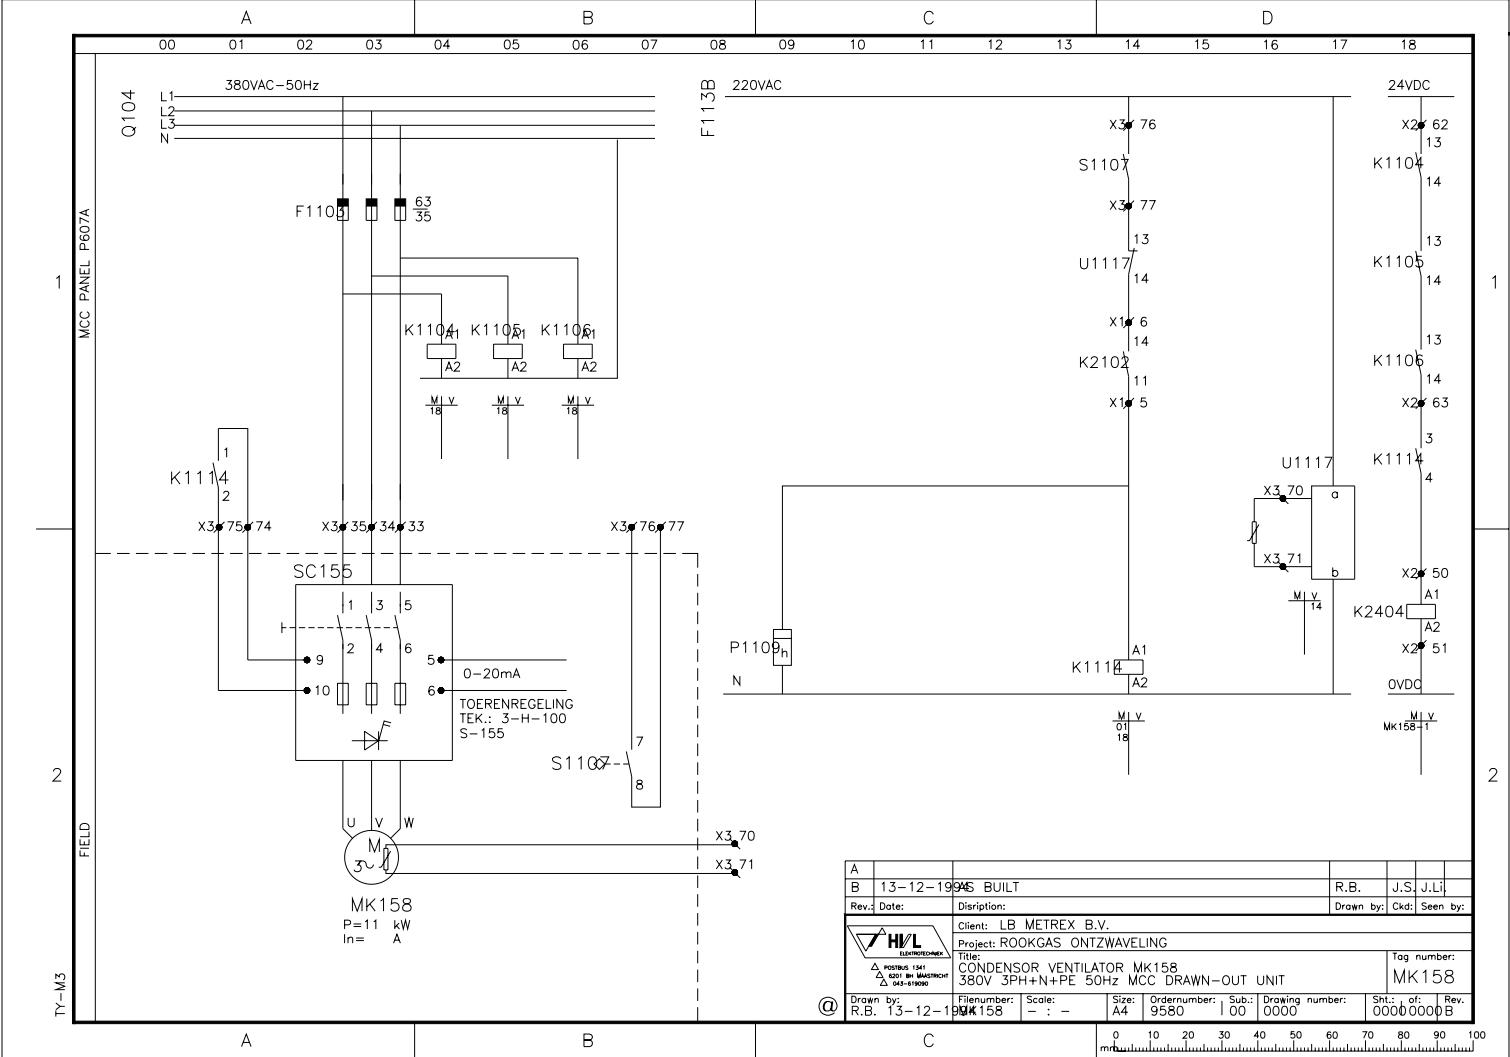 A B C D
00 01 02 03 04 05 06 07 08 09 10 11 12 13 14 15 16 17 18
Q104
380VAC-50Hz
L1
L2
L3
N
F113B
220VAC
24VDC
X3 76
X2 62
13
S1107
K1104
14
X3 77
F1103
63
35
MCC PANEL P607A
13
13
U1117
K1105
14
14
1
1
X1 6
K1104 A1
K1105 A1
K1106 A1
14
13
A2
A2
A2
K2102
K1106
11
14
X1 5
X2 63
M V
18
M V
18
M V
18
1
K1114
2
3
K1114
4
U1117
X3 70
a
X3 75 74
X3 35 34 33
X3 76 77
X3 71
b
X2 50
SC155
1 3 5
2 4 6
M V
14
A1
K2404
A2
X2 51
P1109
h
9
10
5
0-20mA
6
K1114
A1
A2
N
0VDC
TOERENREGELING
TEK.: 3-H-100
S-155
M V
01
18
M V
MK158-1
S1107
7
8
2
2
FIELD
U V W
M
3~
X3 70
X3 71
MK158
P=11 kW
In= A
TY-M3
A
B 13-12-1994 AS BUILT R.B. J.S. J.Li.
Rev.: Date: Disription: Drawn by: Ckd: Seen by:
HVL
ELEKTROTECHNIEK
POSTBUS 1341
6201 BH MAASTRICHT
043-619090
Client: LB METREX B.V.
Project: ROOKGAS ONTZWAVELING
Title:
CONDENSOR VENTILATOR MK158
380V 3PH+N+PE 50Hz MCC DRAWN-OUT UNIT
Tag number:
MK158
@
Drawn by: Filenumber: Scale: Size: Ordernumber: Sub.: Drawing number: Sht.: of: Rev.
R.B. 13-12-1994 MK158 - : - A4 9580 00 0000 0000 0000 B
A B C
mm 0 10 20 30 40 50 60 70 80 90 100